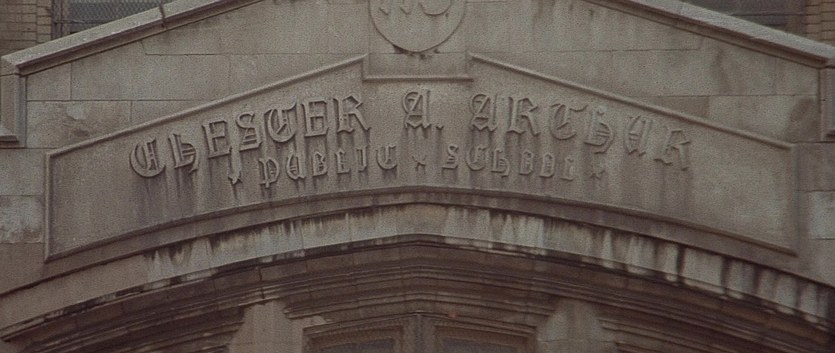 CHESTER A. ARTHUR
PUBLIC SCHOOL